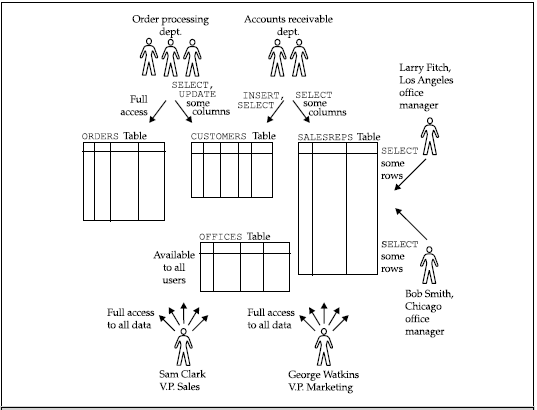 Order processing
dept.
Accounts receivable
dept.
Larry Fitch,
Los Angeles
office
manager
Full
access
SELECT,
UPDATE
some
columns
INSERT,
SELECT
SELECT
some
columns
ORDERS Table
CUSTOMERS Table
SALESREPS Table
SELECT
some
rows
OFFICES Table
Available
to all
users
SELECT
some
rows
Bob Smith,
Chicago
office
manager
Full access
to all data
Full access
to all data
Sam Clark
V.P. Sales
George Watkins
V.P. Marketing